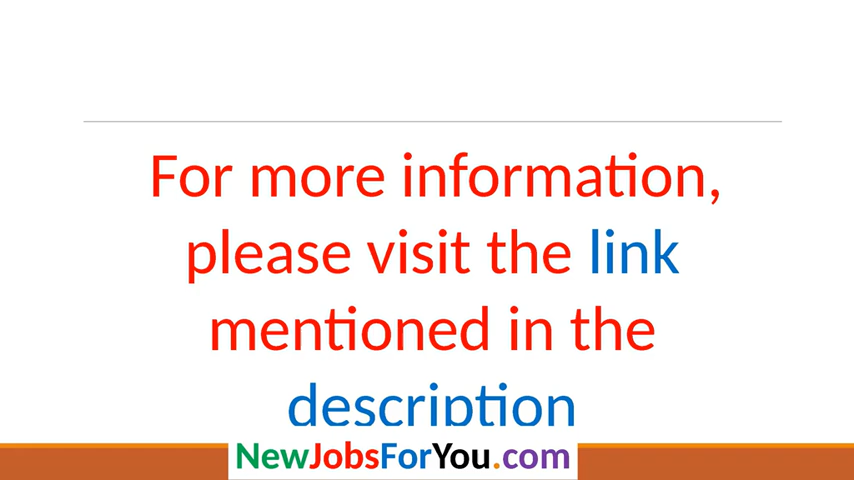 For more information,
please visit the link
mentioned in the
description
NewJobsForYou.com